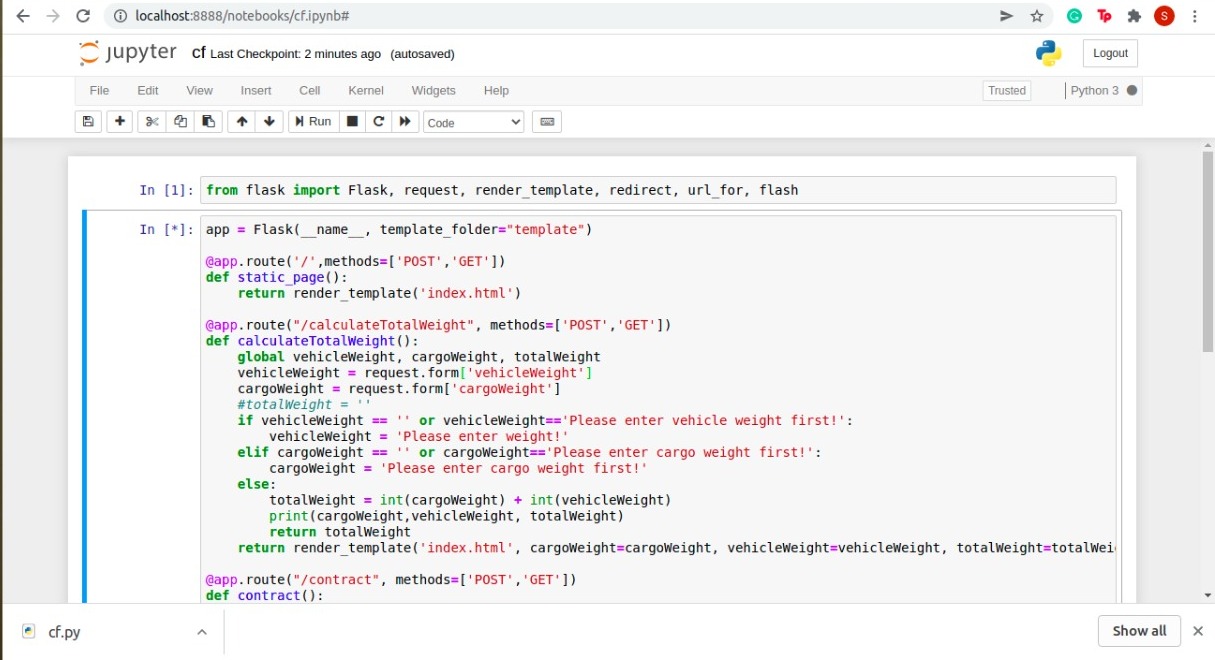 localhost:8888/notebooks/cf.ipynb#
Tp
S
jupyter cf Last Checkpoint: 2 minutes ago (autosaved)
Logout
File Edit View Insert Cell Kernel Widgets Help
Trusted
Python 3
Run
Code
In [1]: from flask import Flask, request, render_template, redirect, url_for, flash
In [*]: app = Flask(__name__, template_folder="template")
@app.route('/',methods=['POST','GET'])
def static_page():
    return render_template('index.html')
@app.route("/calculateTotalWeight", methods=['POST','GET'])
def calculateTotalWeight():
    global vehicleWeight, cargoWeight, totalWeight
    vehicleWeight = request.form['vehicleWeight']
    cargoWeight = request.form['cargoWeight']
    #totalWeight = ''
    if vehicleWeight == '' or vehicleWeight=='Please enter vehicle weight first!':
        vehicleWeight = 'Please enter weight!'
    elif cargoWeight == '' or cargoWeight=='Please enter cargo weight first!':
        cargoWeight = 'Please enter cargo weight first!'
    else:
        totalWeight = int(cargoWeight) + int(vehicleWeight)
        print(cargoWeight,vehicleWeight, totalWeight)
        return totalWeight
    return render_template('index.html', cargoWeight=cargoWeight, vehicleWeight=vehicleWeight, totalWeight=totalWei
@app.route("/contract", methods=['POST','GET'])
def contract():
cf.py
Show all